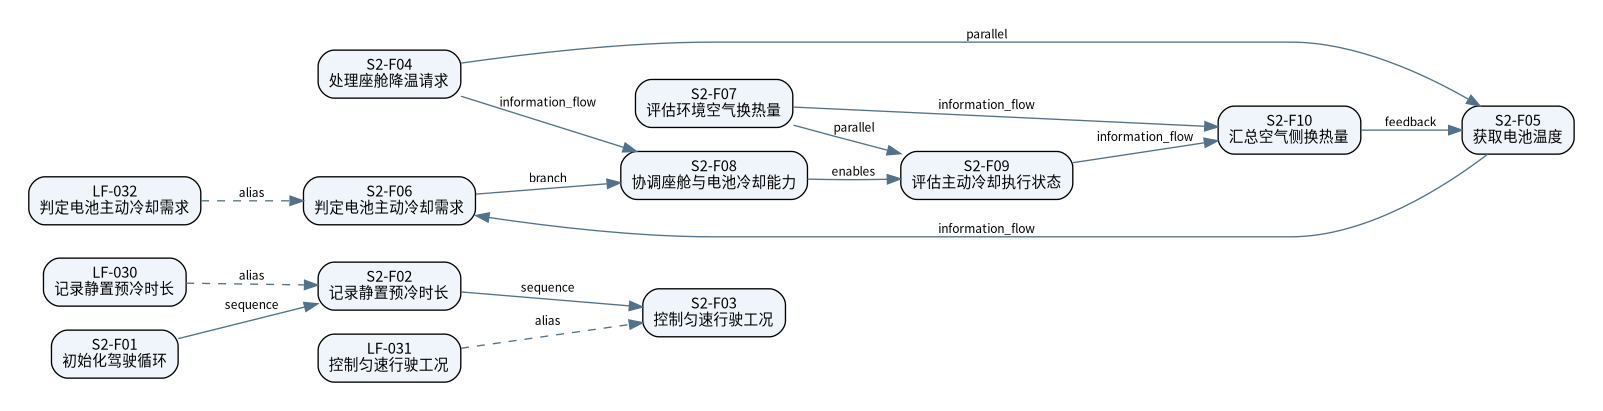 parallel
S2-F04
处理座舱降温请求
information_flow
S2-F07
评估环境空气换热量
information_flow
parallel
S2-F10
汇总空气侧换热量
feedback
S2-F05
获取电池温度
information_flow
S2-F08
协调座舱与电池冷却能力
enables
S2-F09
评估主动冷却执行状态
LF-032
判定电池主动冷却需求
alias
S2-F06
判定电池主动冷却需求
branch
information_flow
LF-030
记录静置预冷时长
alias
S2-F02
记录静置预冷时长
sequence
sequence
S2-F03
控制匀速行驶工况
S2-F01
初始化驾驶循环
LF-031
控制匀速行驶工况
alias